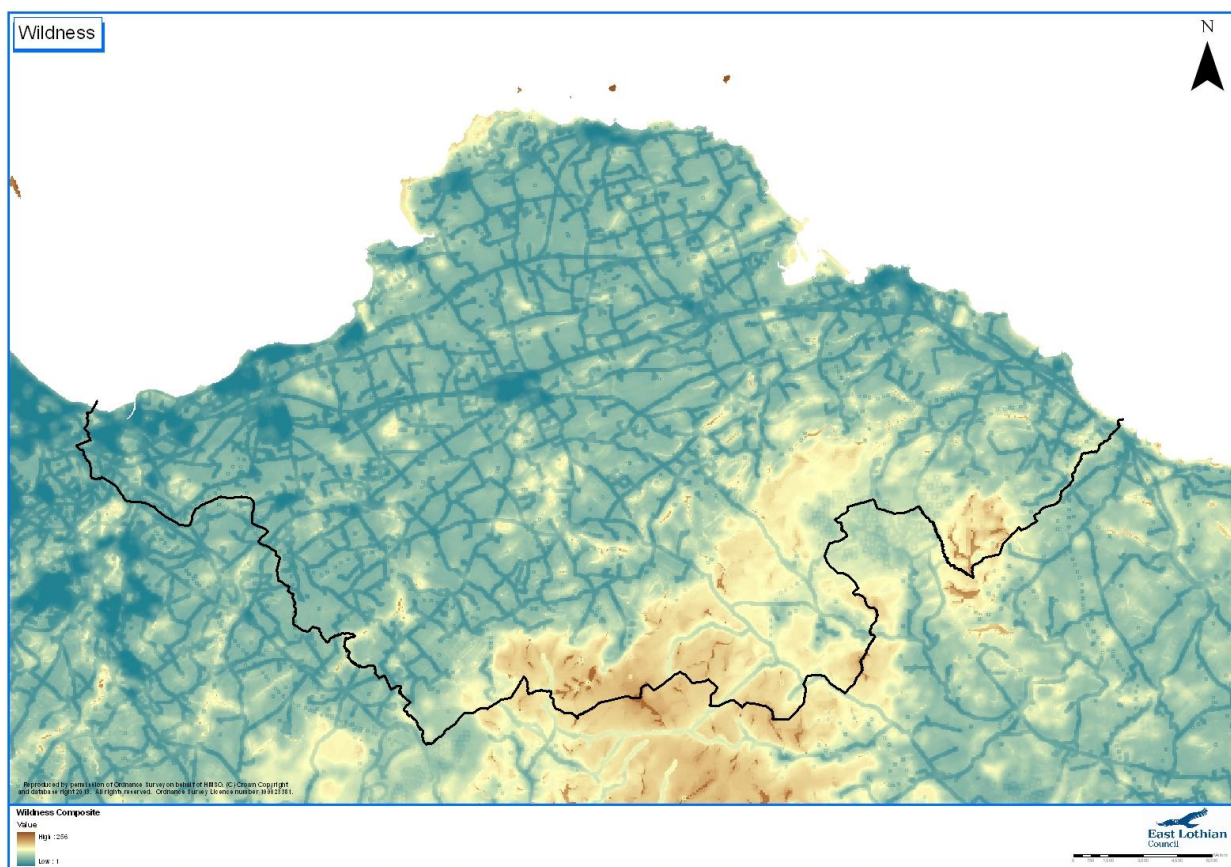 Wildness
N
Reproduced by permission of Ordnance Survey on behalf of HMSO. (C) Crown Copyright
and database right 2013. All rights reserved. Ordnance Survey Licence number
Wildness Composite
Value
High : 256
Low : 1
East Lothian
Council